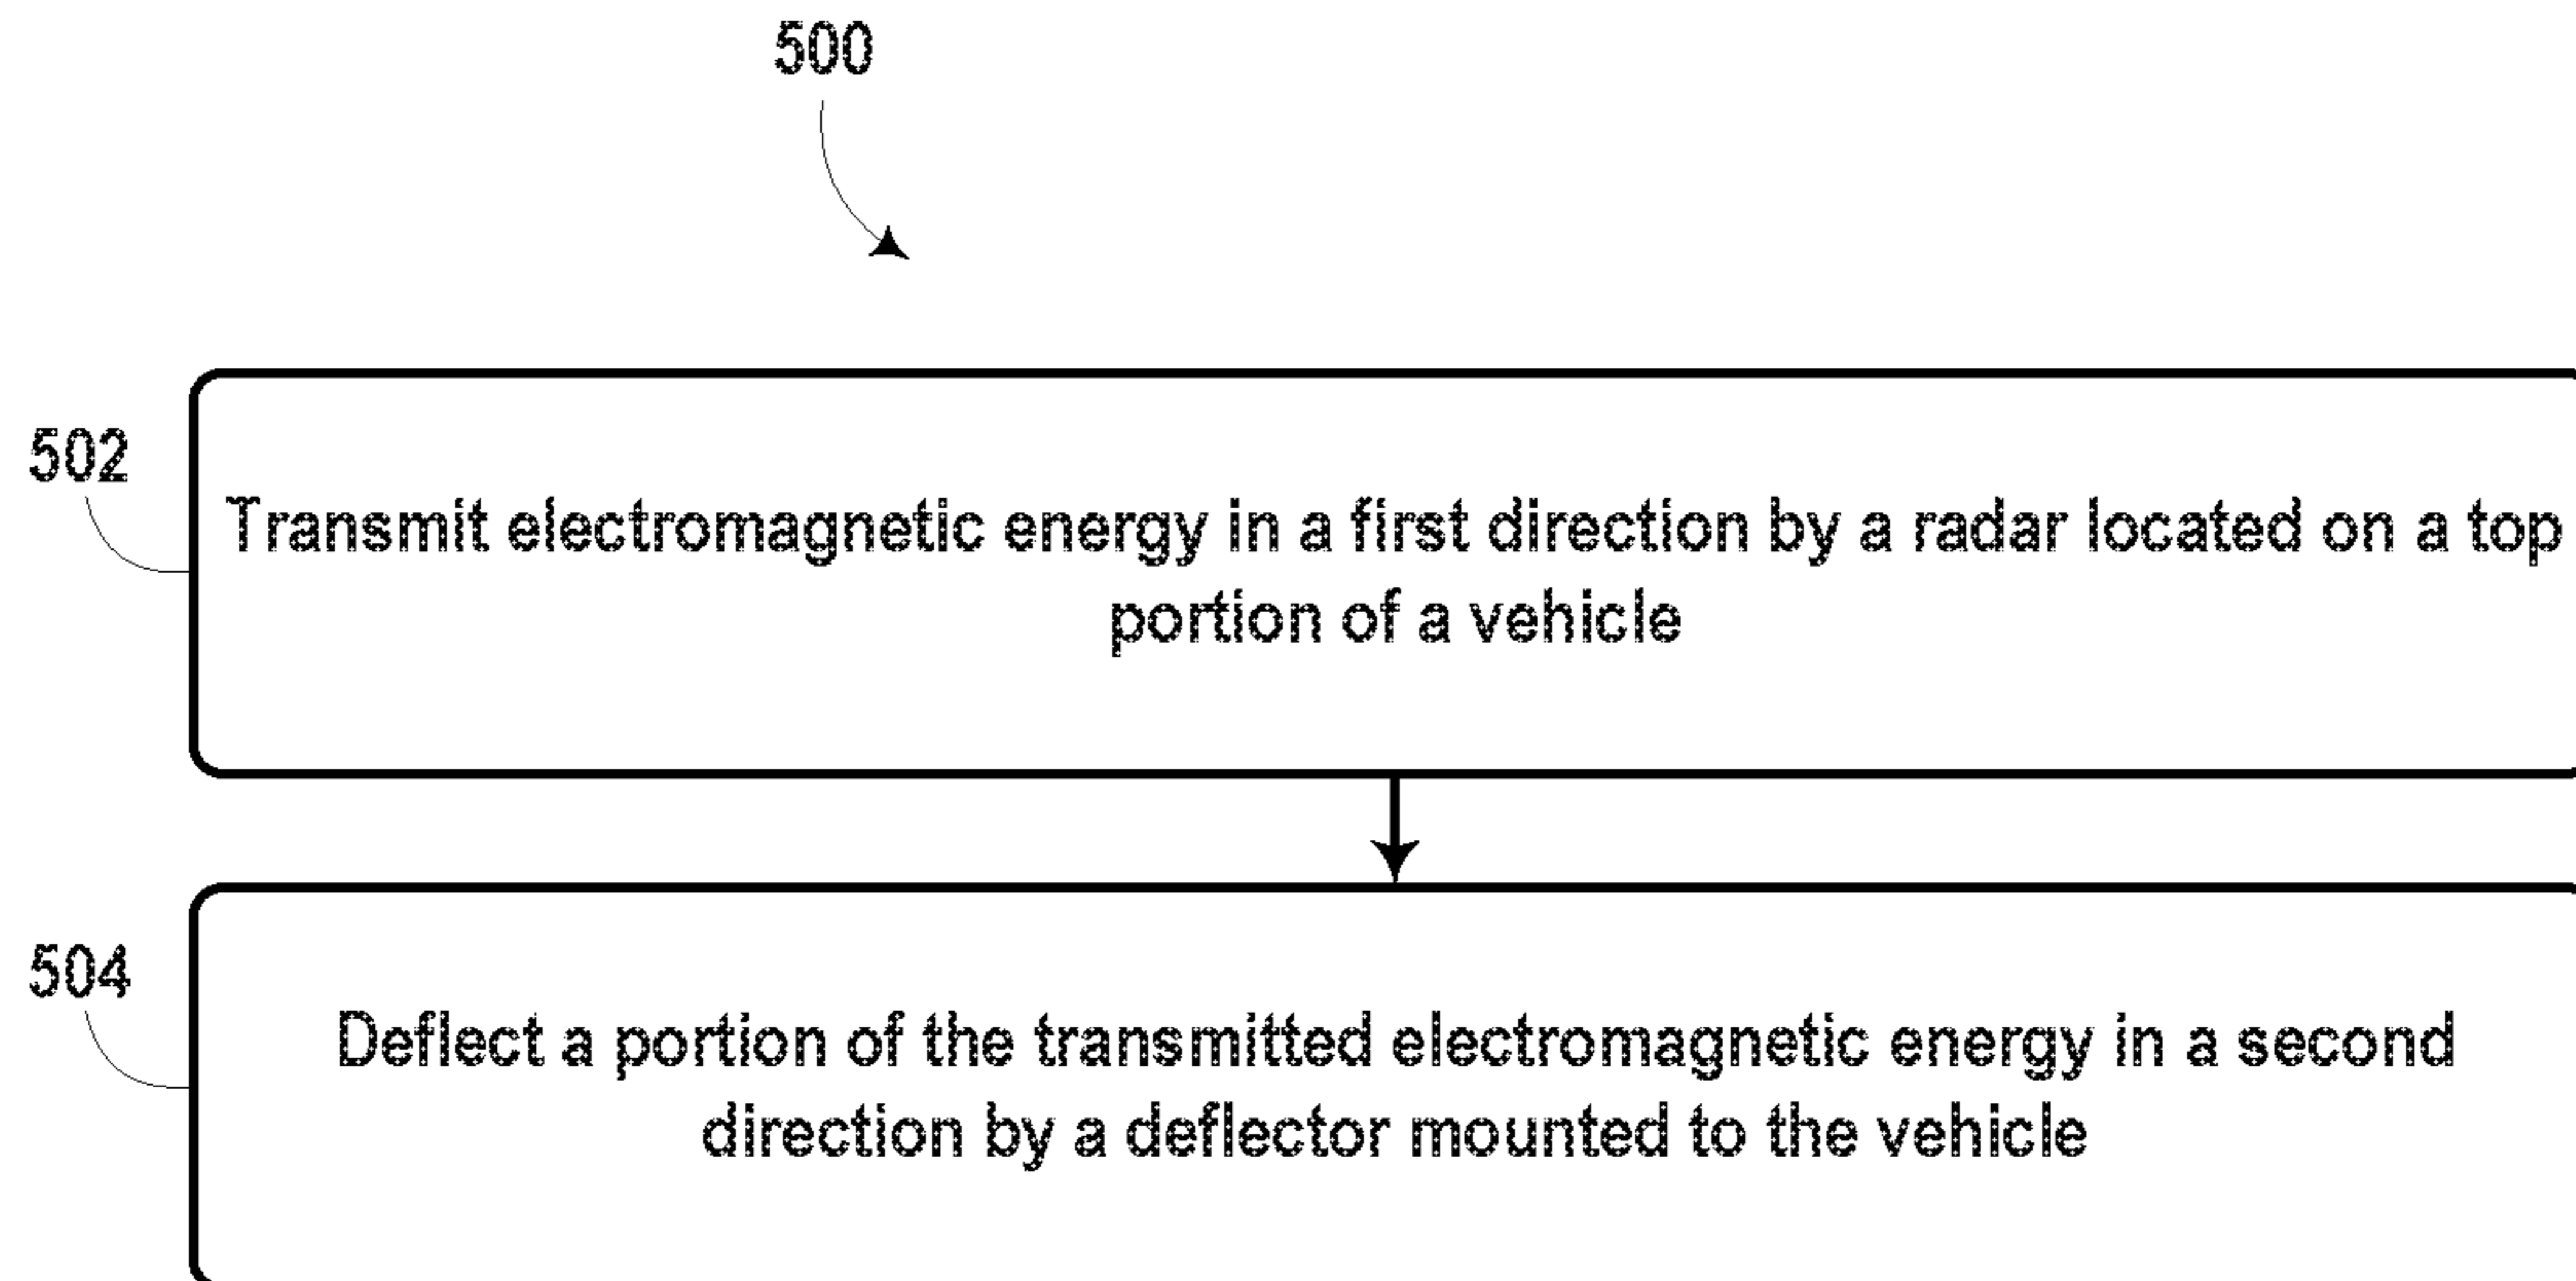 500
502
Transmit electromagnetic energy in a first direction by a radar located on a top
portion of a vehicle
504
Deflect a portion of the transmitted electromagnetic energy in a second
direction by a deflector mounted to the vehicle